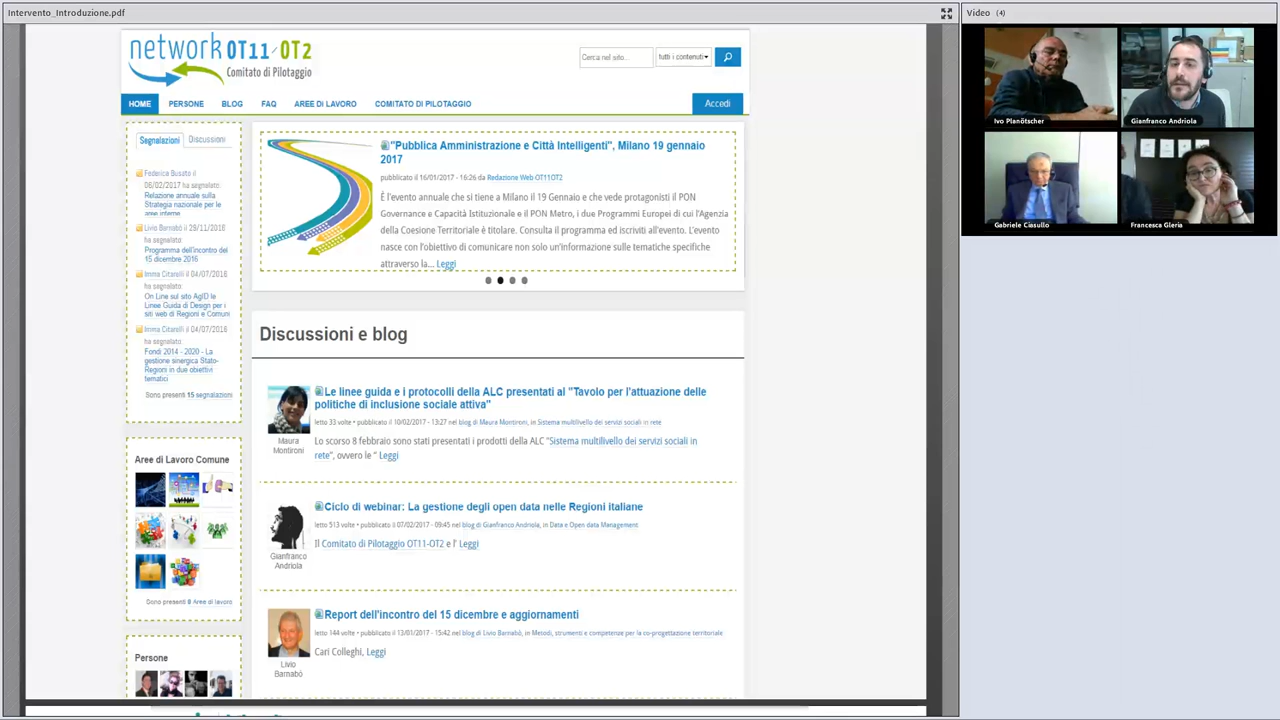 Intervento_Introduzione.pdf
Video (4)
network OT11/OT2
Comitato di Pilotaggio
Cerca nel sito...
tutti i contenuti
HOME PERSONE BLOG FAQ AREE DI LAVORO COMITATO DI PILOTAGGIO
Accedi
Segnalazioni
Discussioni
Federica Busato il
06/02/2017 ha segnalato:
Relazione annuale sulla
Strategia nazionale per le
aree interne
Livio Barnabò il 29/11/2016
ha segnalato:
Programma dell'incontro del
15 dicembre 2016
Imma Citarelli il 04/07/2016
ha segnalato:
On Line sul sito AgID le
Linee Guida di Design per i
siti web di Regioni e Comuni
Imma Citarelli il 04/07/2016
ha segnalato:
Fondi 2014 - 2020 - La
gestione sinergica Stato-
Regioni in due obiettivi
tematici
Sono presenti 15 segnalazioni
Aree di Lavoro Comune
Sono presenti 8 Aree di lavoro
Persone
"Pubblica Amministrazione e Città Intelligenti", Milano 19 gennaio
2017
pubblicato il 16/01/2017 - 16:26 da Redazione Web-OT11OT2
È l'evento annuale che si tiene a Milano il 19 Gennaio e che vede protagonisti il PON
Governance e Capacità Istituzionale e il PON Metro, i due Programmi Europei di cui l'Agenzia
della Coesione Territoriale è titolare. Consulta il programma ed iscriviti all'evento. L'evento
nasce con l'obiettivo di comunicare non solo un'informazione sulle tematiche specifiche
attraverso la... Leggi
Discussioni e blog
Le linee guida e i protocolli della ALC presentati al "Tavolo per l'attuazione delle
politiche di inclusione sociale attiva"
letto 33 volte • pubblicato il 10/02/2017 - 13:27 nel blog di Maura Montironi, in Sistema multilivello dei servizi sociali in rete
Lo scorso 8 febbraio sono stati presentati i prodotti della ALC "Sistema multilivello dei servizi sociali in
rete", ovvero le " Leggi
Maura
Montironi
Ciclo di webinar: La gestione degli open data nelle Regioni italiane
letto 513 volte • pubblicato il 07/02/2017 - 09:45 nel blog di Gianfranco Andriola, in Data e Open data Management
Il Comitato di Pilotaggio OT11-OT2 e l' Leggi
Gianfranco
Andriola
Report dell'incontro del 15 dicembre e aggiornamenti
letto 144 volte • pubblicato il 13/01/2017 - 15:42 nel blog di Livio Barnabò, in Metodi, strumenti e competenze per la co-progettazione territoriale
Cari Colleghi, Leggi
Livio
Barnabò
Ivo Planötscher
Gianfranco Andriola
Gabriele Ciasullo
Francesca Gleria